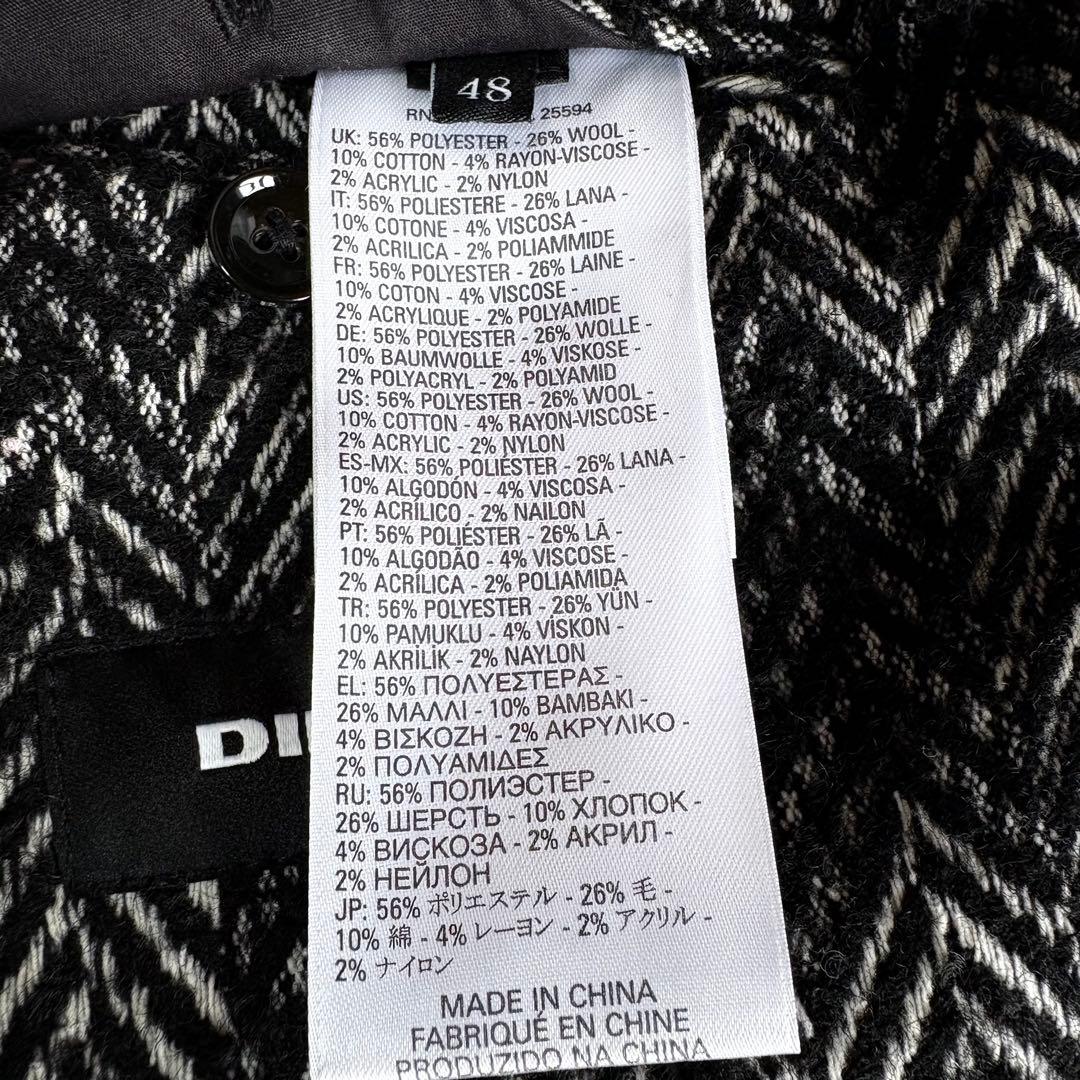 48
RN 25594
UK: 56% POLYESTER - 26% WOOL -
10% COTTON - 4% RAYON-VISCOSE -
2% ACRYLIC - 2% NYLON
IT: 56% POLIESTERE - 26% LANA -
10% COTONE - 4% VISCOSA -
2% ACRILICA - 2% POLIAMMIDE
FR: 56% POLYESTER - 26% LAINE -
10% COTON - 4% VISCOSE -
2% ACRYLIQUE - 2% POLYAMIDE
DE: 56% POLYESTER - 26% WOLLE -
10% BAUMWOLLE - 4% VISKOSE -
2% POLYACRYL - 2% POLYAMID
US: 56% POLYESTER - 26% WOOL -
10% COTTON - 4% RAYON-VISCOSE -
2% ACRYLIC - 2% NYLON
ES-MX: 56% POLIÉSTER - 26% LANA -
10% ALGODÓN - 4% VISCOSA -
2% ACRÍLICO - 2% NAILON
PT: 56% POLIÉSTER - 26% LÃ -
10% ALGODÃO - 4% VISCOSE -
2% ACRÍLICA - 2% POLIAMIDA
TR: 56% POLYESTER - 26% YÜN -
10% PAMUKLU - 4% VİSKON -
2% AKRİLİK - 2% NAYLON
EL: 56% ΠΟΛΥΕΣΤΕΡΑΣ -
26% ΜΑΛΛΙ - 10% ΒΑΜΒΑΚΙ -
4% ΒΙΣΚΟΖΗ - 2% ΑΚΡΥΛΙΚΟ -
2% ΠΟΛΥΑΜΙΔΕΣ
RU: 56% ПОЛИЭСТЕР -
26% ШЕРСТЬ - 10% ХЛОПОК -
4% ВИСКОЗА - 2% АКРИЛ -
2% НЕЙЛОН
JP: 56% ポリエステル - 26% 毛 -
10% 綿 - 4% レーヨン - 2% アクリル -
2% ナイロン
MADE IN CHINA
FABRIQUÉ EN CHINE
PRODUZIDO NA CHINA